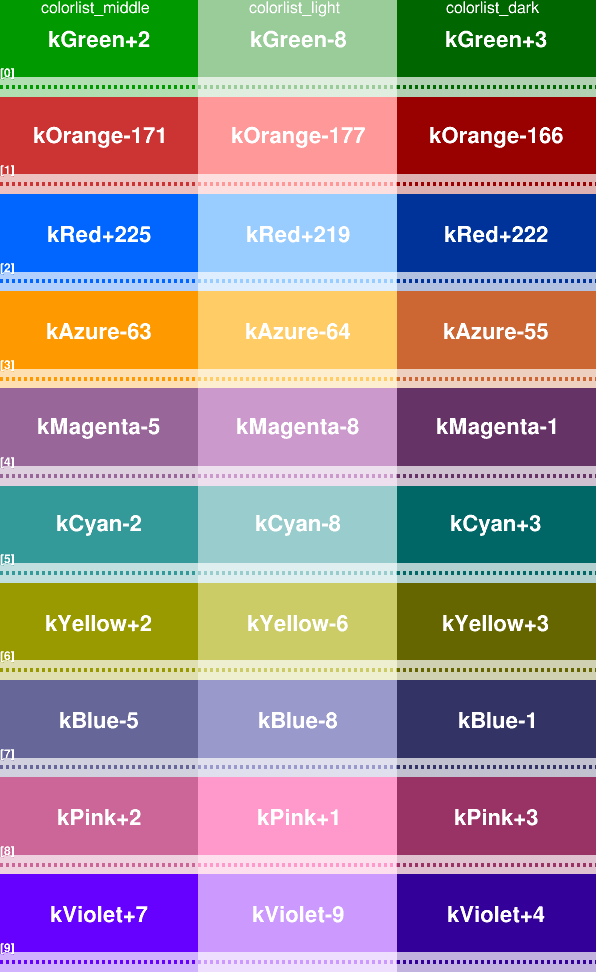 colorlist_middle colorlist_light colorlist_dark
kGreen+2 kGreen-8 kGreen+3
[0]
kOrange-171 kOrange-177 kOrange-166
[1]
kRed+225 kRed+219 kRed+222
[2]
kAzure-63 kAzure-64 kAzure-55
[3]
kMagenta-5 kMagenta-8 kMagenta-1
[4]
kCyan-2 kCyan-8 kCyan+3
[5]
kYellow+2 kYellow-6 kYellow+3
[6]
kBlue-5 kBlue-8 kBlue-1
[7]
kPink+2 kPink+1 kPink+3
[8]
kViolet+7 kViolet-9 kViolet+4
[9]